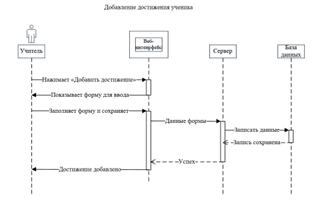 Добавление достижения ученика
Учитель
Веб-
интерфейс
Сервер
База
данных
Нажимает «Добавить достижение»
Показывает форму для ввода
Заполняет форму и сохраняет
Данные формы
Записать данные
Запись сохранена
Успех
Достижение добавлено